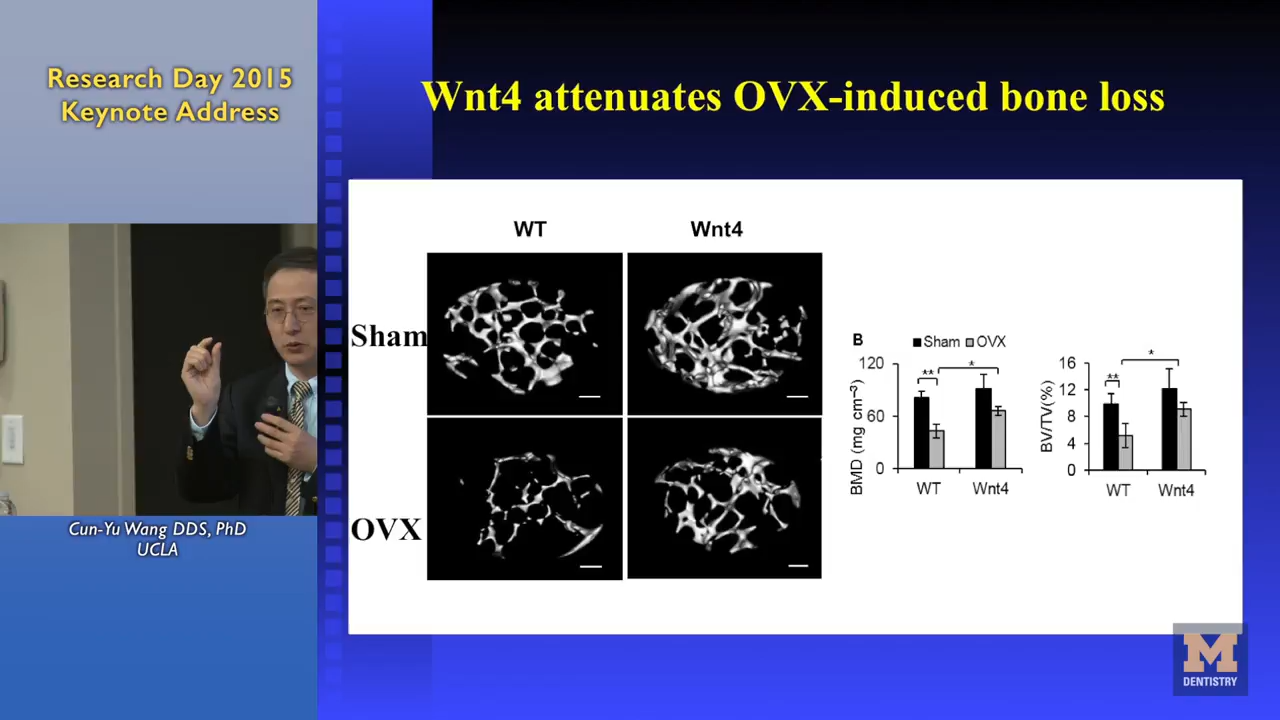 Research Day 2015
Keynote Address
Cun-Yu Wang DDS, PhD
UCLA
Wnt4 attenuates OVX-induced bone loss
WT
Wnt4
Sham
OVX
B
Sham
OVX
BMD (mg cm⁻³)
120
60
0
**
*
WT
Wnt4
BV/TV(%)
16
12
8
4
0
**
*
WT
Wnt4
M
DENTISTRY